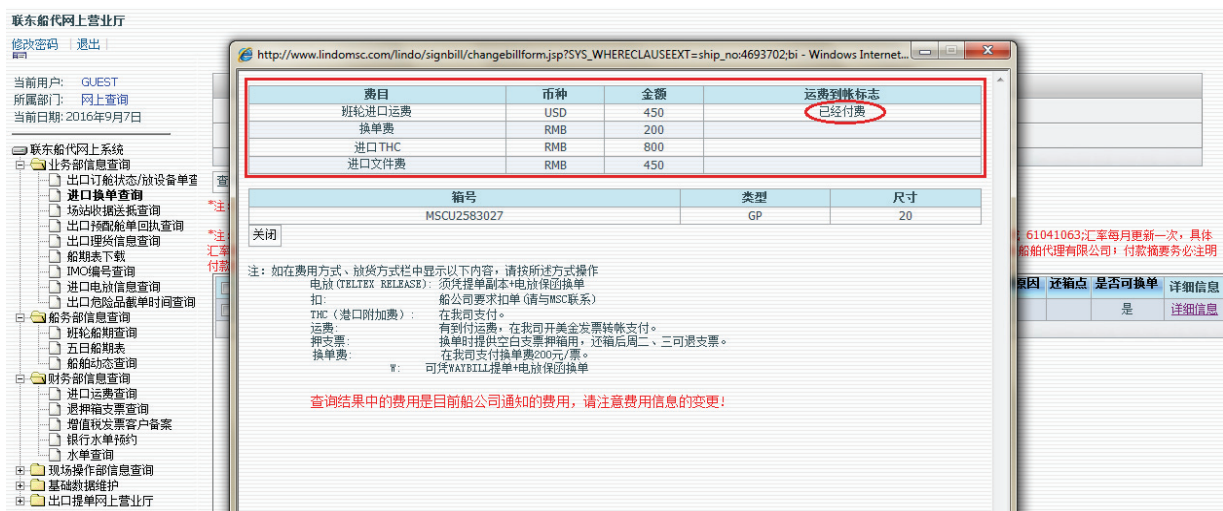 联东船代网上营业厅
修改密码 | 退出 |
当前用户: GUEST
所属部门: 网上查询
当前日期: 2016年9月7日
联东船代网上系统
业务部信息查询
出口订舱状态/放设备单查
进口换单查询
场站收据送抵查询
出口预配舱单回执查询
出口理货信息查询
船期表下载
IMO编号查询
进口电放信息查询
出口危险品截单时间查询
船务部信息查询
班轮船期查询
五日船期表
船舶动态查询
财务部信息查询
进口运费查询
退押箱支票查询
增值税发票客户备案
银行水单预约
水单查询
现场操作部信息查询
基础数据维护
出口提单网上营业厅
http://www.lindomsc.com/lindo/signbill/changebillform.jsp?SYS_WHERECLAUSEEXT=ship_no:4693702;bi - Windows Internet...
费目 币种 金额 运费到帐标志
班轮进口运费 USD 450 已经付费
换单费 RMB 200
进口THC RMB 800
进口文件费 RMB 450
箱号 类型 尺寸
MSCU2583027 GP 20
关闭
注: 如在费用方式、放货方式栏中显示以下内容, 请按所述方式操作
电放(TELTEX RELEASE): 须凭提单副本+电放保函换单
扣: 船公司要求扣单(请与MSC联系)
THC (港口附加费): 在我司支付。
运费: 有到付运费, 在我司开美金发票转帐支付。
押支票: 换单时提供空白支票押箱用, 还箱后周二、三可退支票。
换单费: 在我司支付换单费200元/票。
W: 可凭WAYBILL提单+电放保函换单
查询结果中的费用是目前船公司通知的费用, 请注意费用信息的变更!
查
*注
*注
汇率
付款
61041063;汇率每月更新一次, 具体
船舶代理有限公司; 付款摘要务必注明
原因 还箱点 是否可换单 详细信息
是 详细信息